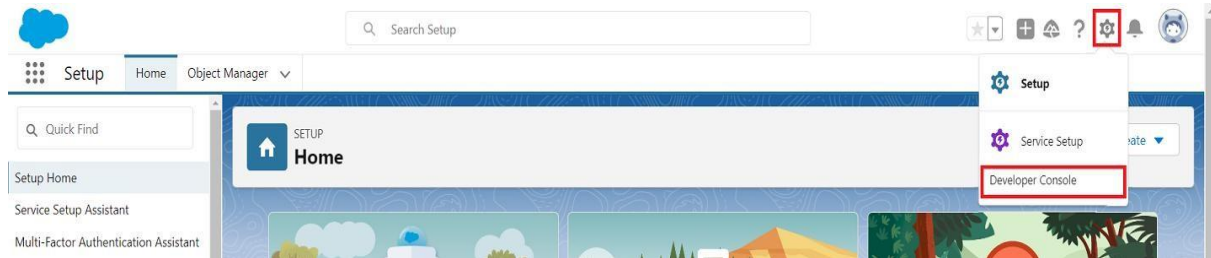 Search Setup
Setup Home Object Manager
Setup
Quick Find
SETUP
Home
Service Setup
eate
Developer Console
Setup Home
Service Setup Assistant
Multi-Factor Authentication Assistant